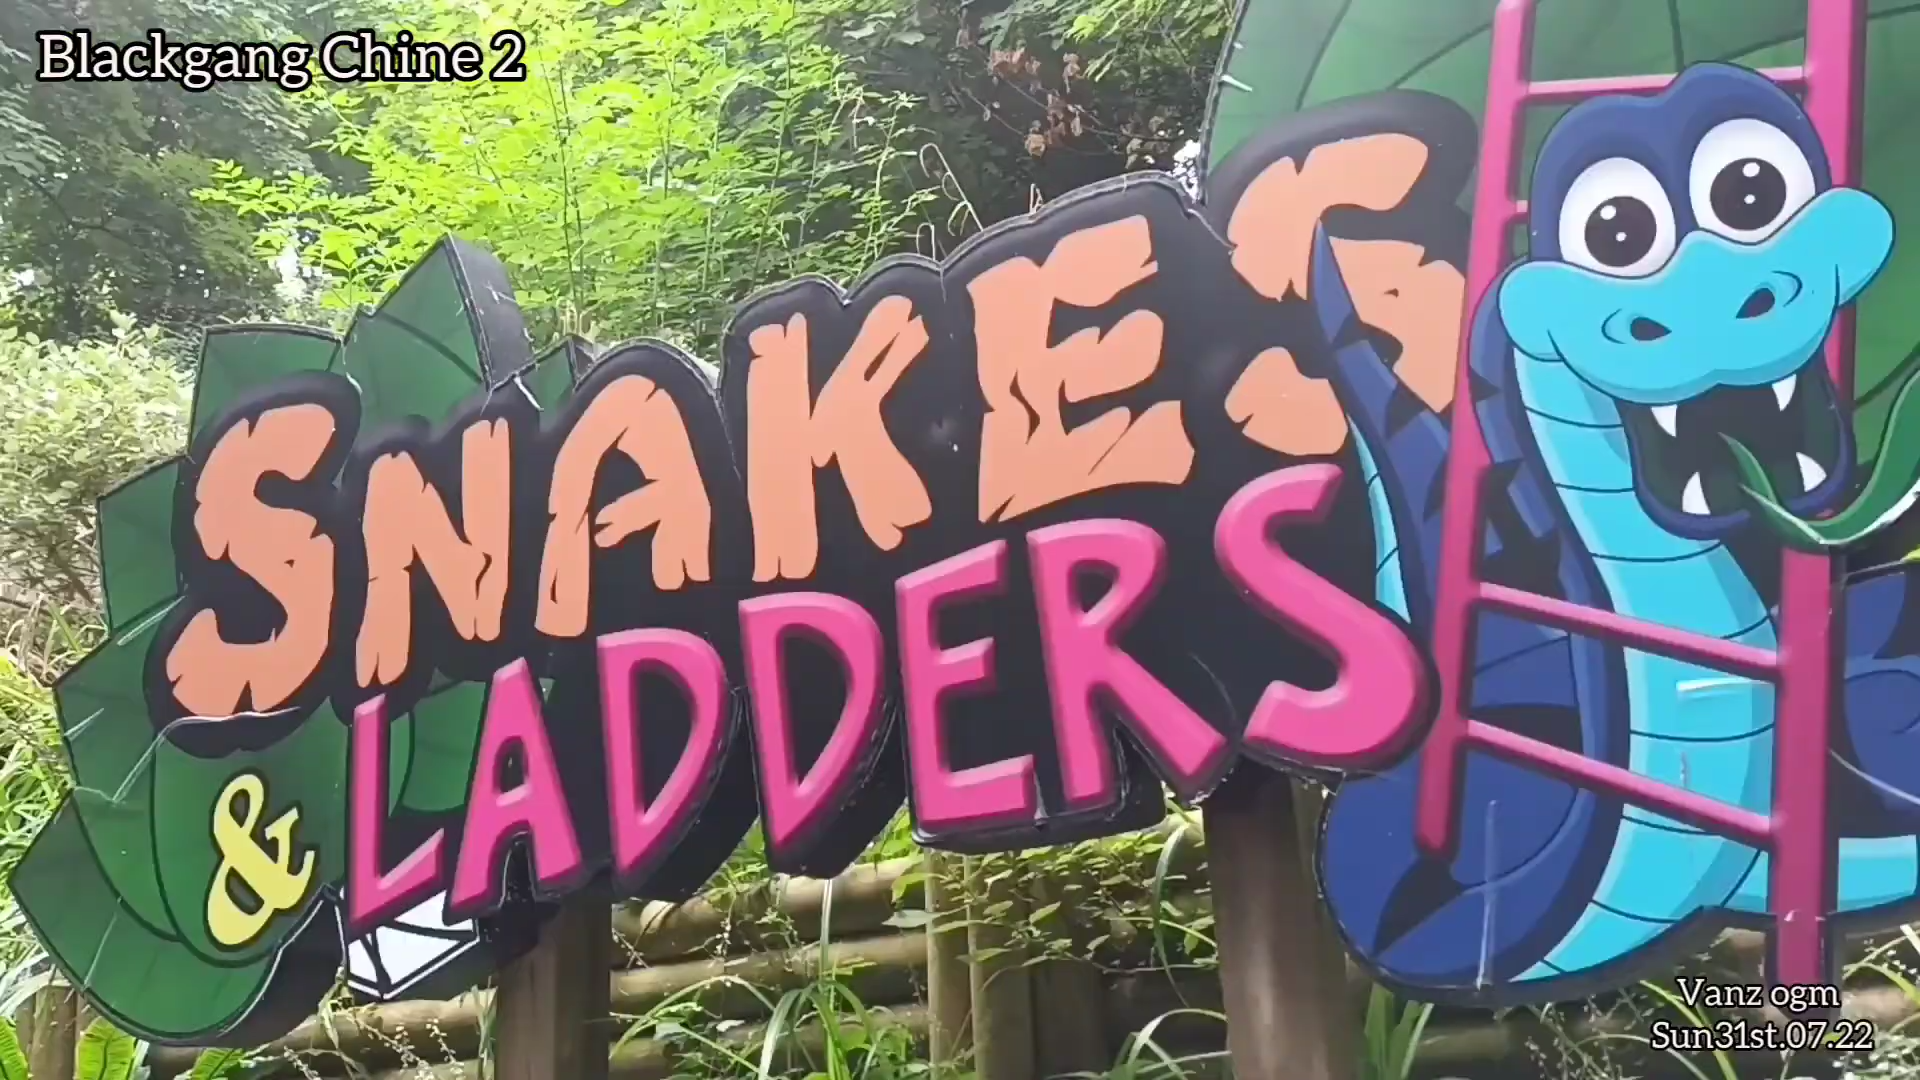 Blackgang Chine 2
SNAKES
& LADDERS
Vanz ogm
Sun31st.07.22